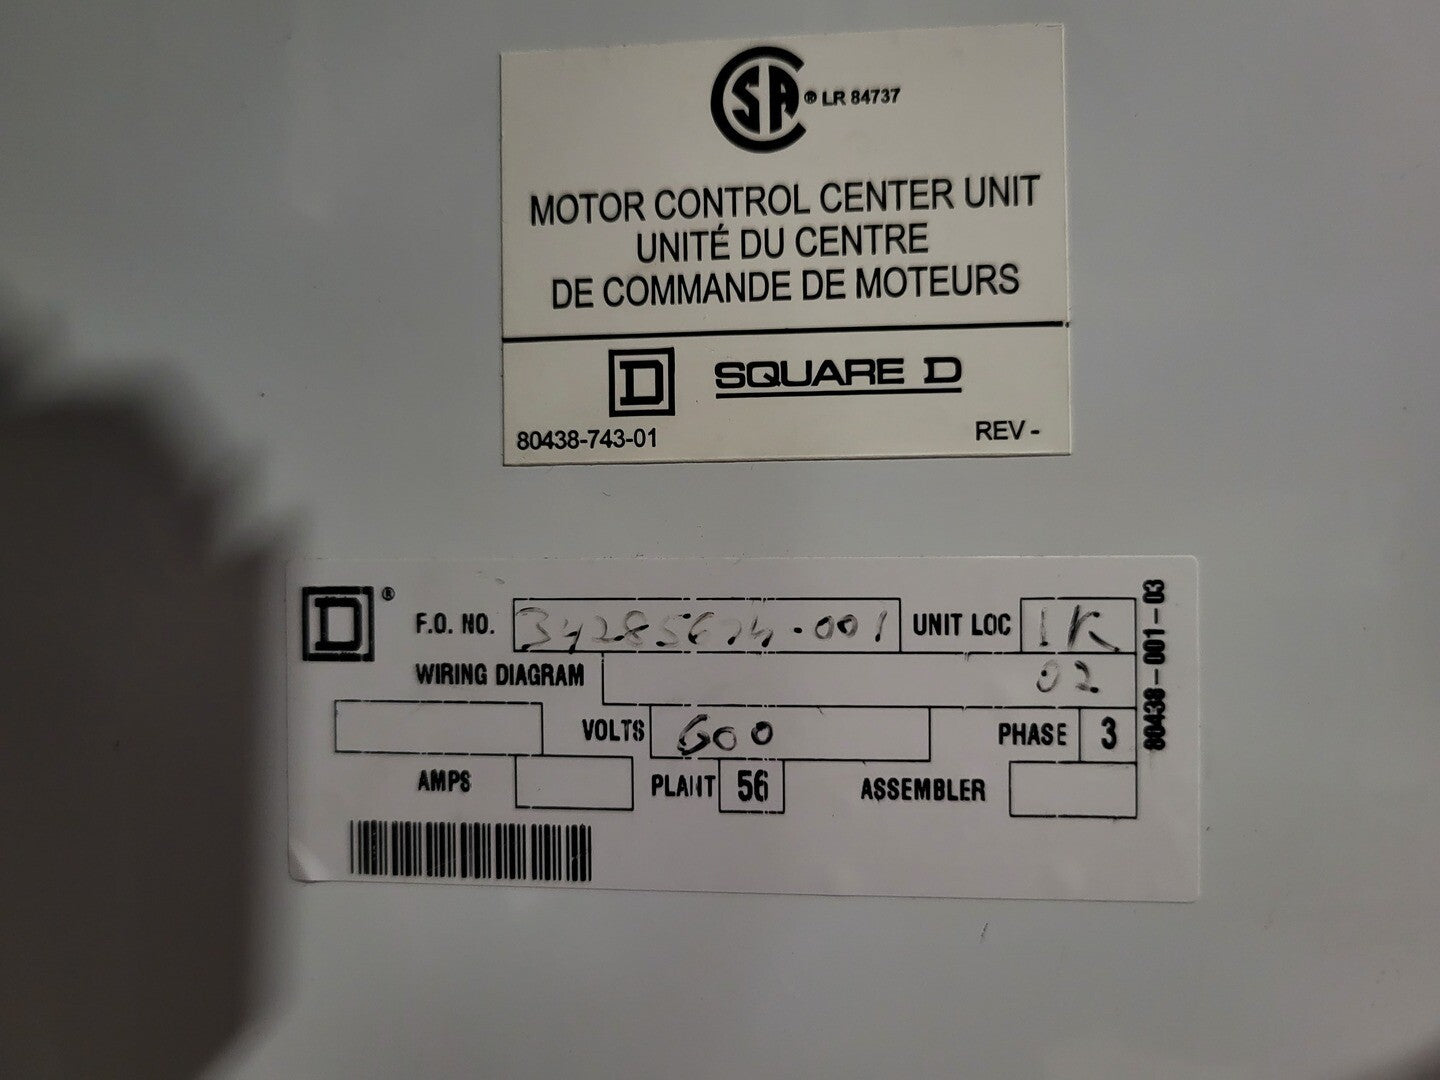 CSA ® LR 84737
MOTOR CONTROL CENTER UNIT
UNITÉ DU CENTRE
DE COMMANDE DE MOTEURS
D SQUARE D
80438-743-01 REV -
D ® F.O. NO. UNIT LOC 1K
80438-001-03
WIRING DIAGRAM 02
VOLTS 600 PHASE 3
AMPS PLANT 56 ASSEMBLER